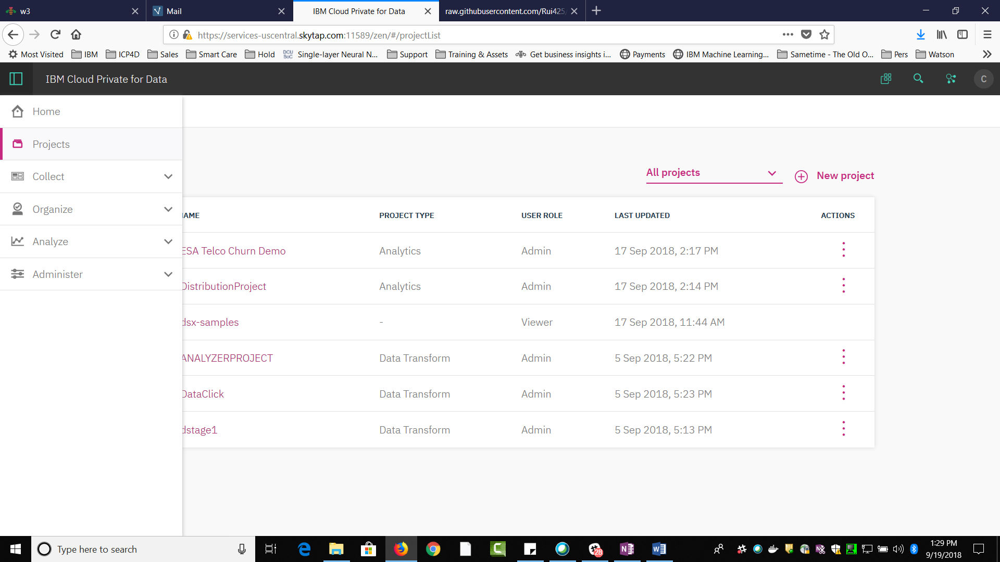 w3
Mail
IBM Cloud Private for Data
raw.githubusercontent.com/Rui425/
https://services-uscentral.skytap.com:11589/zen/#/projectList
Most Visited
IBM
ICP4D
Sales
Smart Care
Hold
Single-layer Neural N...
Support
Training & Assets
Get business insights i...
Payments
IBM Machine Learning...
Sametime - The Old O...
Pers
Watson
IBM Cloud Private for Data
C
Home
Projects
Collect
Organize
Analyze
Administer
All projects
New project
AME PROJECT TYPE USER ROLE LAST UPDATED ACTIONS
ESA Telco Churn Demo Analytics Admin 17 Sep 2018, 2:17 PM
DistributionProject Analytics Admin 17 Sep 2018, 2:14 PM
dsx-samples - Viewer 17 Sep 2018, 11:44 AM
ANALYZERPROJECT Data Transform Admin 5 Sep 2018, 5:22 PM
DataClick Data Transform Admin 5 Sep 2018, 5:23 PM
dstage1 Data Transform Admin 5 Sep 2018, 5:13 PM
Type here to search
28
1:29 PM
9/19/2018